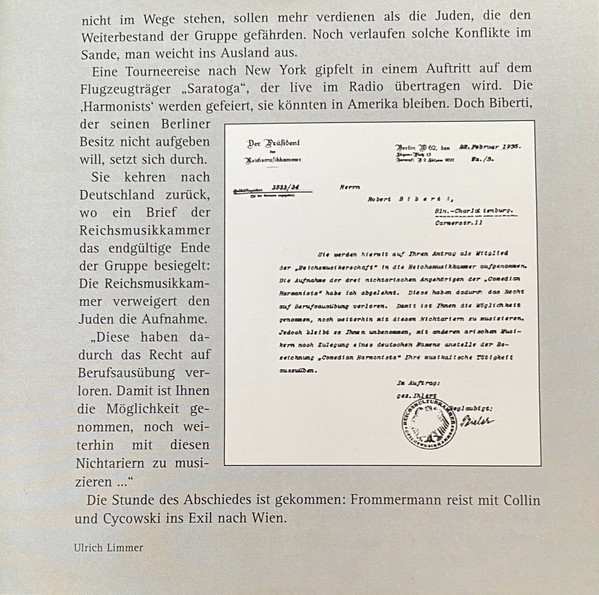 nicht im Wege stehen, sollen mehr verdienen als die Juden, die den
Weiterbestand der Gruppe gefährden. Noch verlaufen solche Konflikte im
Sande, man weicht ins Ausland aus.
Eine Tourneereise nach New York gipfelt in einem Auftritt auf dem
Flugzeugträger „Saratoga“, der live im Radio übertragen wird. Die
‚Harmonists‘ werden gefeiert, sie könnten in Amerika bleiben. Doch Biberti,
der seinen Berliner
Besitz nicht aufgeben
will, setzt sich durch.
Sie kehren nach
Deutschland zurück,
wo ein Brief der
Reichsmusikkammer
das endgültige Ende
der Gruppe besiegelt:
Die Reichsmusikkam-
mer verweigert den
Juden die Aufnahme.
„Diese haben da-
durch das Recht auf
Berufsausübung ver-
loren. Damit ist Ihnen
die Möglichkeit ge-
nommen, noch wei-
terhin mit diesen
Nichtariern zu musi-
zieren ...“
Der Präsident
der
Reichsmusikkammer
Berlin W 62, den 22. Februar 1935.
3533/34
Herrn
Robert Biberti,
Bln.-Charlottenburg.
Carmerstr.11
Sie werden hiermit auf Ihren Antrag als Mitglied
der „Reichsmusikerschaft" in die Reichsmusikkammer aufgenommen.
Die Aufnahme der drei nichtarischen Angehörigen der „Comedian
Harmonists" habe ich abgelehnt. Diese haben dadurch das Recht
auf Berufsausübung verloren. Damit ist Ihnen die Möglichkeit
genommen, noch weiterhin mit diesen Nichtariern zu musizieren.
Jedoch bleibt es Ihnen unbenommen, mit anderen arischen Musi-
kern noch Zulegung eines deutschen Namens anstelle der Be-
zeichnung „Comedian Harmonists" Ihre musikalische Tätigkeit
auszuüben.
Im Auftrag:
gez. Ihlert
Beglaubigt:
Die Stunde des Abschiedes ist gekommen: Frommermann reist mit Collin
und Cycowski ins Exil nach Wien.
Ulrich Limmer